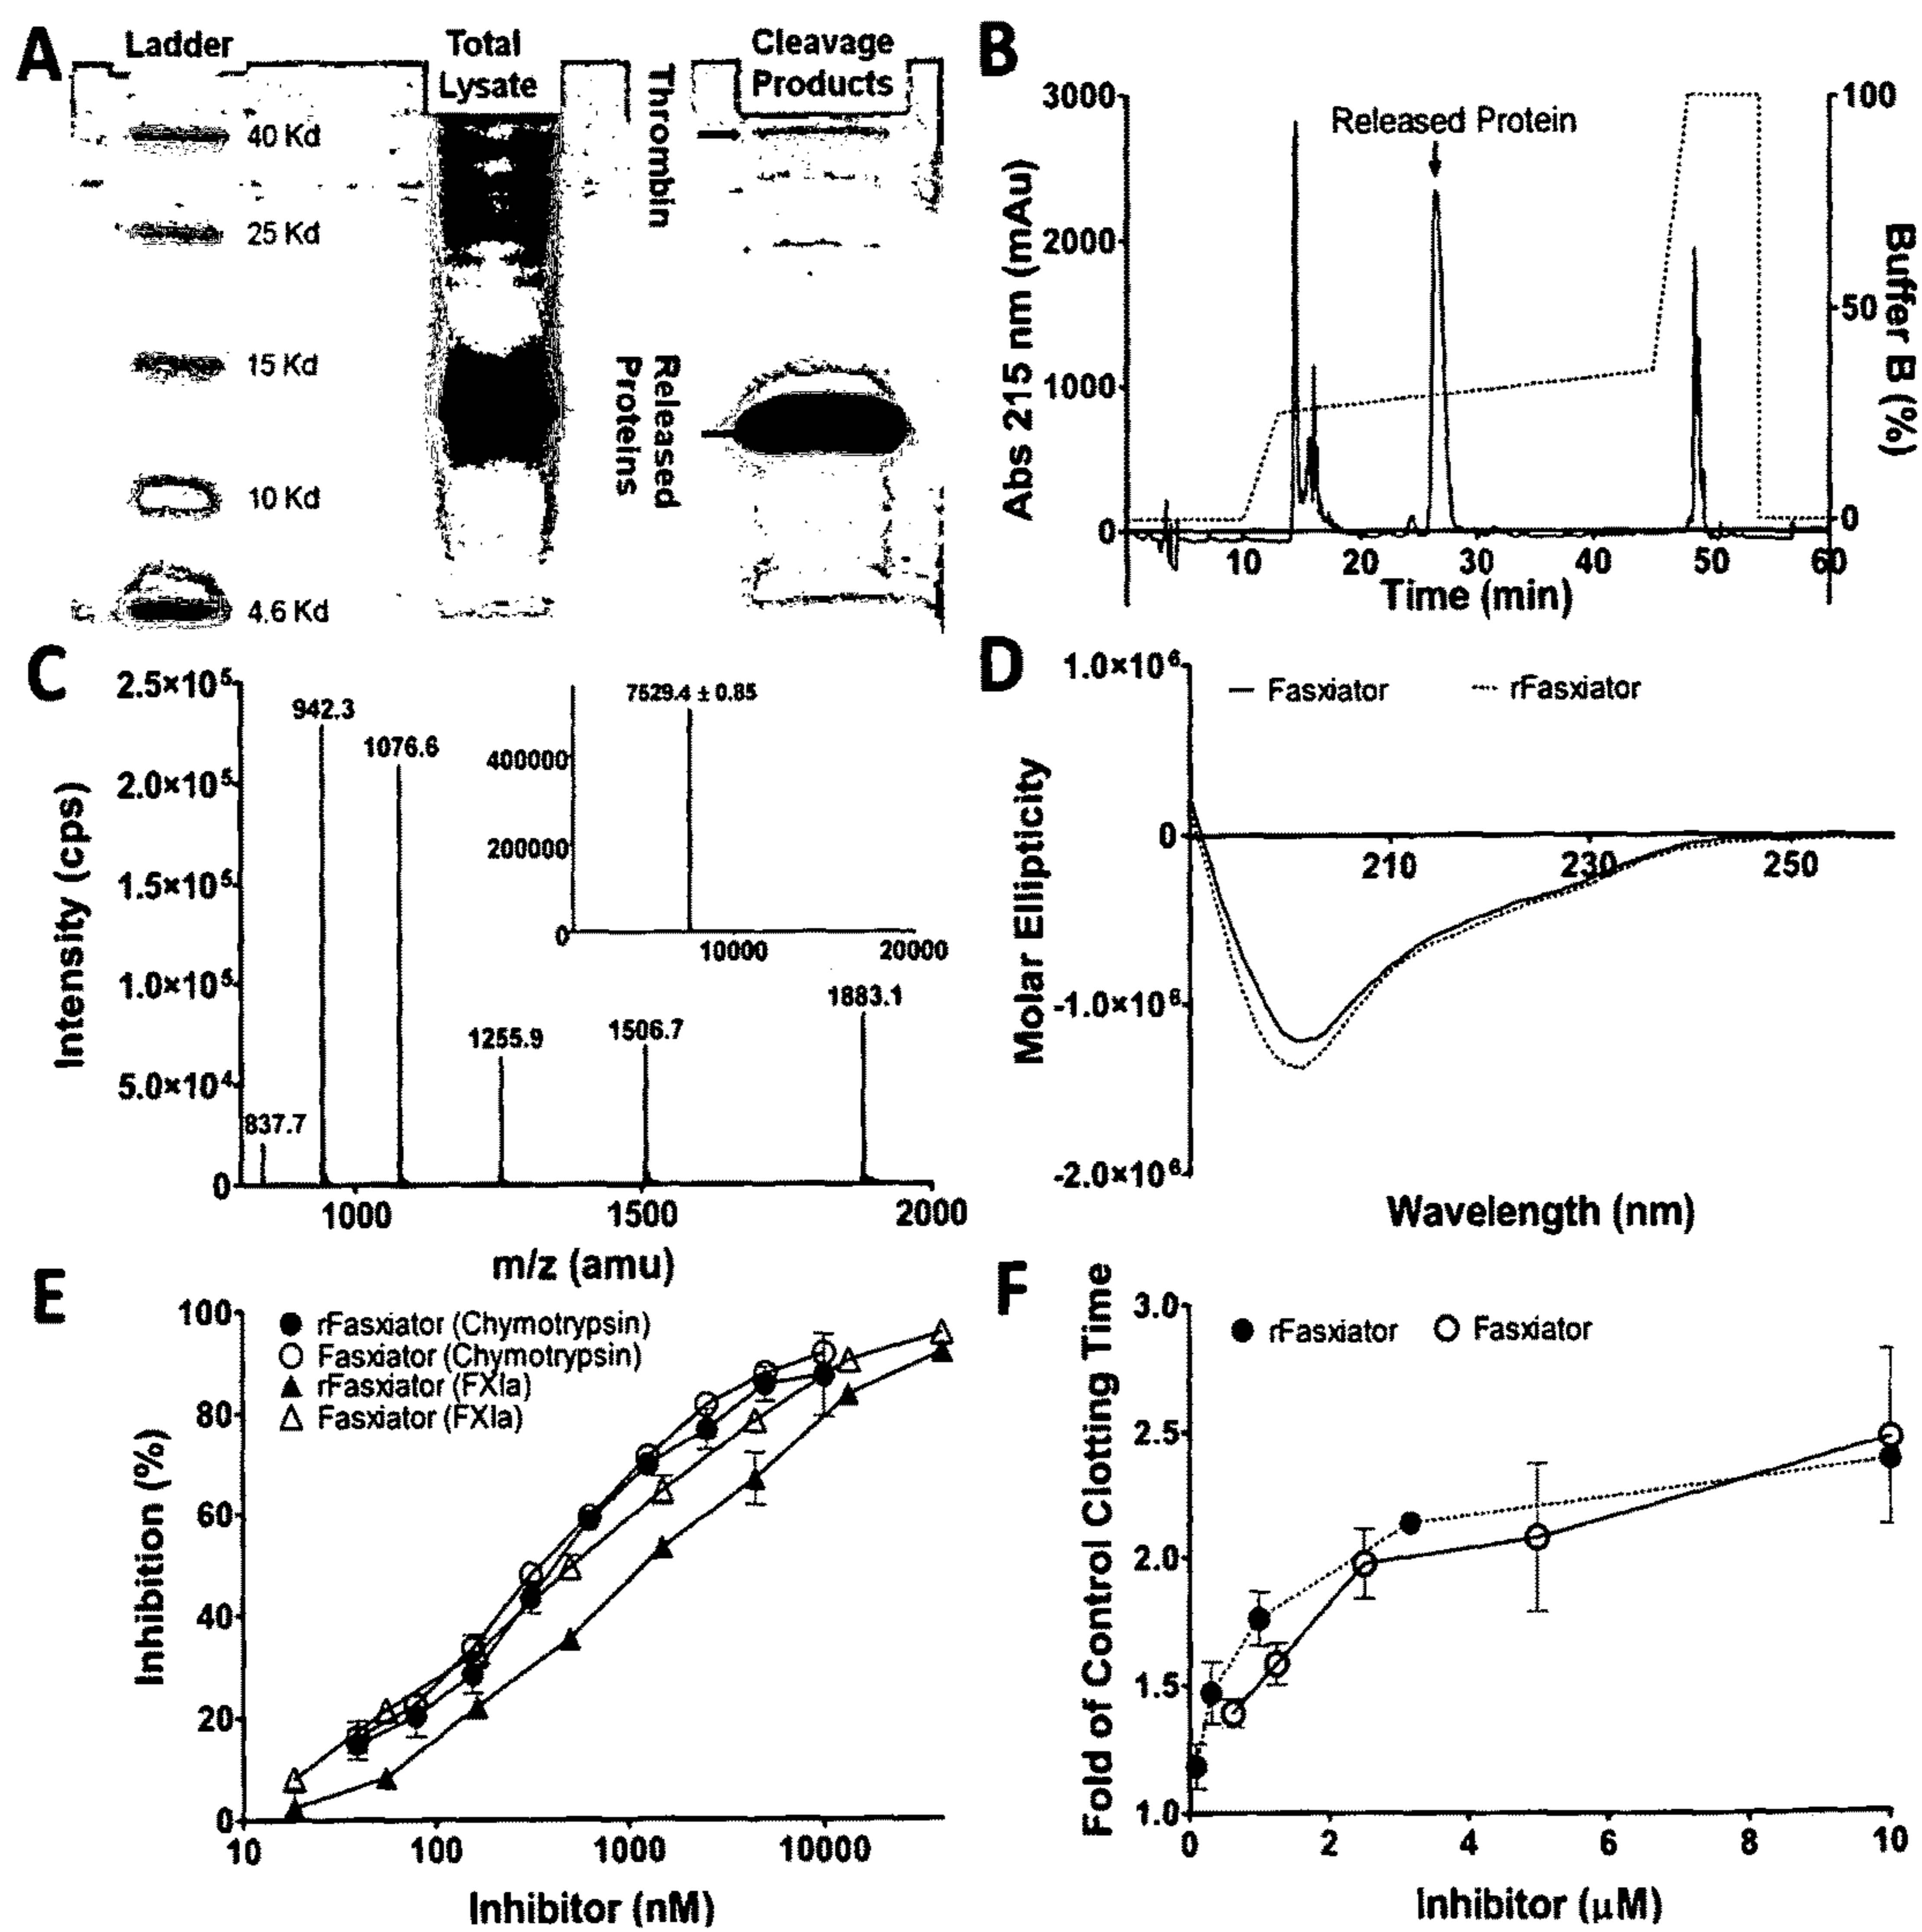 A
Ladder
Total
Lysate
Cleavage
Products
Thrombin
Released
Proteins
40 Kd
25 Kd
15 Kd
10 Kd
4.6 Kd
B
Released Protein
Abs 215 nm (mAu)
3000
2000
1000
0
10
20
30
40
50
60
Time (min)
100
50
0
Buffer B (%)
C
Intensity (cps)
2.5×10⁵
2.0×10⁵
1.5×10⁵
1.0×10⁵
5.0×10⁴
0
837.7
942.3
1076.6
1255.9
1506.7
1883.1
1000
1500
2000
m/z (amu)
7529.4 ± 0.85
400000
200000
0
10000
20000
D
Fasxiator
rFasxiator
Molar Ellipticity
1.0×10⁶
0
-1.0×10⁶
-2.0×10⁶
210
230
250
Wavelength (nm)
E
rFasxiator (Chymotrypsin)
Fasxiator (Chymotrypsin)
rFasxiator (FXIa)
Fasxiator (FXIa)
Inhibition (%)
100
80
60
40
20
0
10
100
1000
10000
Inhibitor (nM)
F
rFasxiator
Fasxiator
Fold of Control Clotting Time
3.0
2.5
2.0
1.5
1.0
0
2
4
6
8
10
Inhibitor (μM)